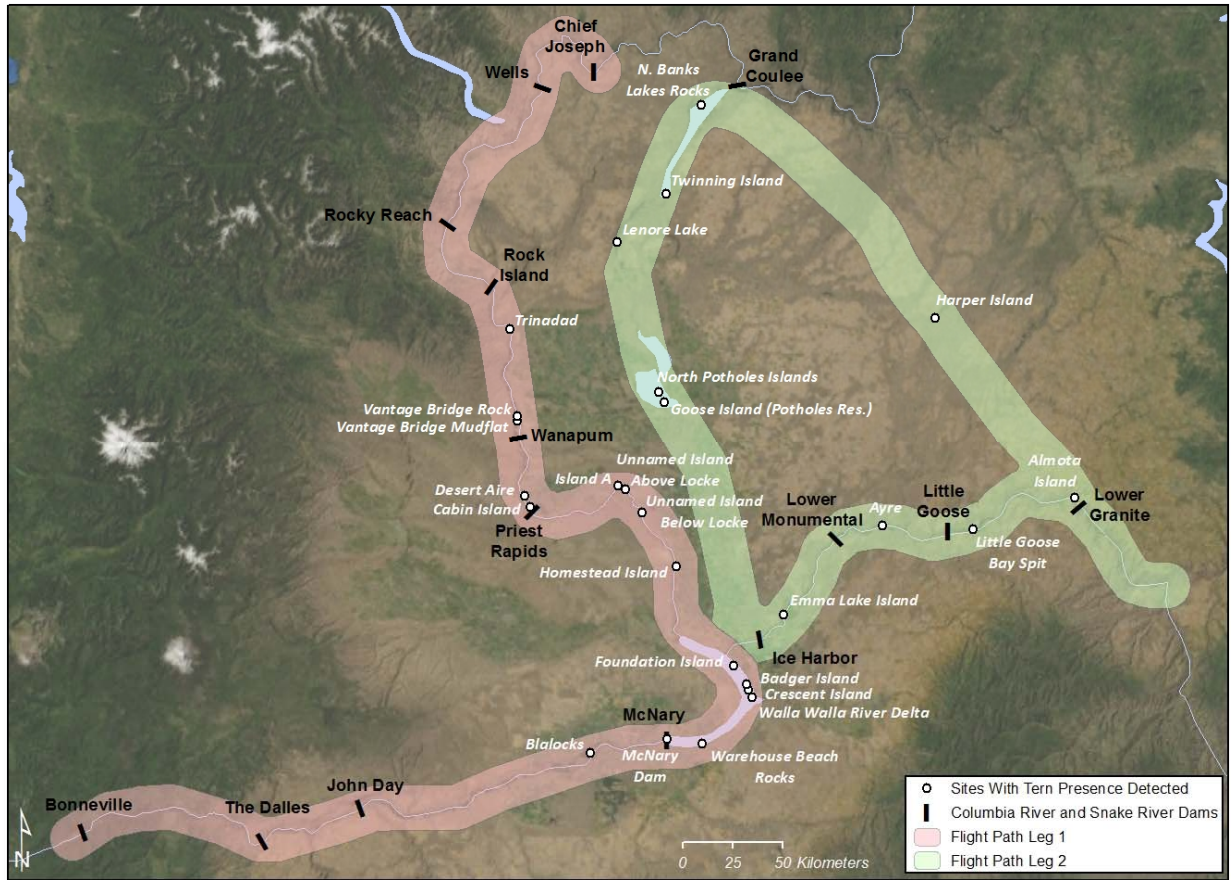 Chief
Joseph
Wells
Grand
Coulee
N. Banks
Lakes Rocks
Twinning Island
Rocky Reach
Lenore Lake
Rock
Island
Harper Island
Trinadad
North Potholes Islands
Goose Island (Potholes Res.)
Vantage Bridge Rock
Vantage Bridge Mudflat
Wanapum
Unnamed Island
Above Locke
Island A
Almota
Island
Desert Aire
Cabin Island
Unnamed Island
Below Locke
Lower
Monumental
Ayre
Little
Goose
Lower
Granite
Priest
Rapids
Little Goose
Bay Spit
Homestead Island
Emma Lake Island
Foundation Island
Ice Harbor
Badger Island
Crescent Island
Walla Walla River Delta
McNary
Blalocks
McNary
Dam
Warehouse Beach
Rocks
John Day
The Dalles
Bonneville
N
0 25 50 Kilometers
Sites With Tern Presence Detected
Columbia River and Snake River Dams
Flight Path Leg 1
Flight Path Leg 2